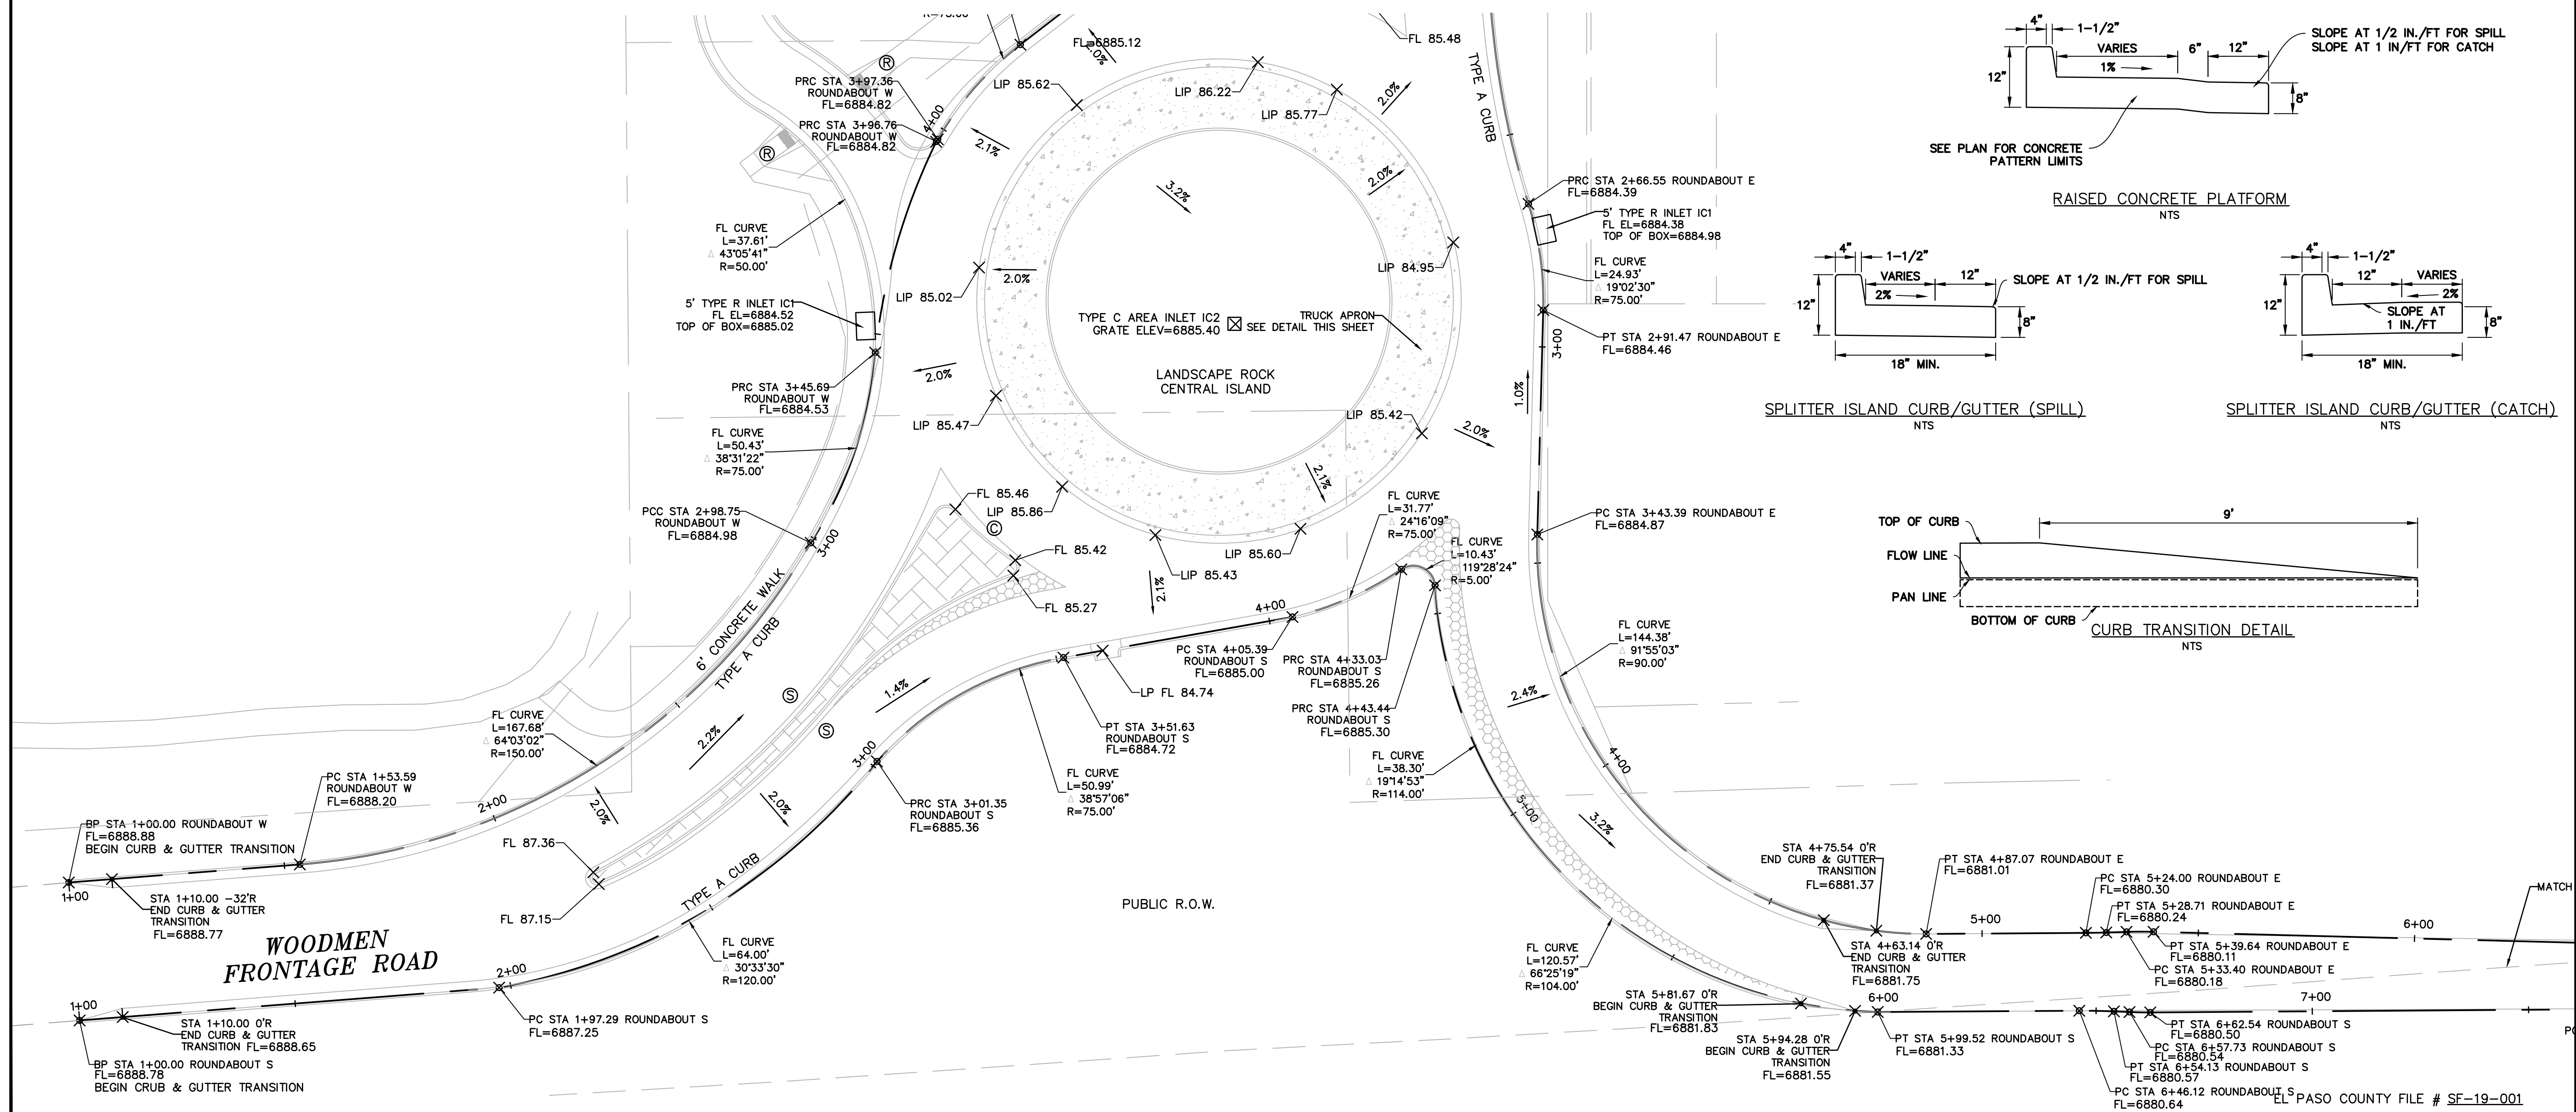 FL=6885.12
2.0%
FL 85.48
PRC STA 3+97.36
ROUNDABOUT W
FL=6884.82
PRC STA 3+96.76
ROUNDABOUT W
FL=6884.82
4+00
2.1%
R
R
LIP 85.62
LIP 86.22
LIP 85.77
2.0%
2.0%
3.2%
TYPE A CURB
FL CURVE
L=37.61'
Δ 43°05'41"
R=50.00'
5' TYPE R INLET IC1
FL EL=6884.52
TOP OF BOX=6885.02
LIP 85.02
2.0%
LIP 84.95
TYPE C AREA INLET IC2
GRATE ELEV=6885.40
SEE DETAIL THIS SHEET
TRUCK APRON
LANDSCAPE ROCK
CENTRAL ISLAND
PRC STA 2+66.55 ROUNDABOUT E
FL=6884.39
5' TYPE R INLET IC1
FL EL=6884.38
TOP OF BOX=6884.98
FL CURVE
L=24.93'
Δ 19°02'30"
R=75.00'
PT STA 2+91.47 ROUNDABOUT E
FL=6884.46
3+00
1.0%
PRC STA 3+45.69
ROUNDABOUT W
FL=6884.53
2.0%
LIP 85.47
LIP 85.42
2.0%
FL CURVE
L=50.43'
Δ 38°31'22"
R=75.00'
PCC STA 2+98.75
ROUNDABOUT W
FL=6884.98
3+00
FL 85.46
LIP 85.86
C
FL 85.42
LIP 85.43
LIP 85.60
2.1%
FL 85.27
2.1%
FL CURVE
L=31.77'
Δ 24°16'09"
R=75.00'
FL CURVE
L=10.43'
119°28'24"
R=5.00'
PC STA 3+43.39 ROUNDABOUT E
FL=6884.87
6' CONCRETE WALK
TYPE A CURB
4+00
PC STA 4+05.39
ROUNDABOUT S
FL=6885.00
PRC STA 4+33.03
ROUNDABOUT S
FL=6885.26
PRC STA 4+43.44
ROUNDABOUT S
FL=6885.30
LP FL 84.74
PT STA 3+51.63
ROUNDABOUT S
FL=6884.72
1.4%
S
S
2.2%
FL CURVE
L=144.38'
Δ 91°55'03"
R=90.00'
2.4%
FL CURVE
L=167.68'
Δ 64°03'02"
R=150.00'
PC STA 1+53.59
ROUNDABOUT W
FL=6888.20
2+00
2.0%
3+00
2.0%
PRC STA 3+01.35
ROUNDABOUT S
FL=6885.36
FL CURVE
L=50.99'
Δ 38°57'06"
R=75.00'
FL CURVE
L=38.30'
Δ 19°14'53"
R=114.00'
4+00
5+00
3.2%
BP STA 1+00.00 ROUNDABOUT W
FL=6888.88
BEGIN CURB & GUTTER TRANSITION
1+00
STA 1+10.00 -32'R
END CURB & GUTTER
TRANSITION
FL=6888.77
FL 87.36
FL 87.15
TYPE A CURB
PUBLIC R.O.W.
WOODMEN
FRONTAGE ROAD
FL CURVE
L=64.00'
Δ 30°33'30"
R=120.00'
2+00
PC STA 1+97.29 ROUNDABOUT S
FL=6887.25
1+00
STA 1+10.00 0'R
END CURB & GUTTER
TRANSITION FL=6888.65
BP STA 1+00.00 ROUNDABOUT S
FL=6888.78
BEGIN CRUB & GUTTER TRANSITION
FL CURVE
L=120.57'
Δ 66°25'19"
R=104.00'
STA 4+75.54 0'R
END CURB & GUTTER
TRANSITION
FL=6881.37
PT STA 4+87.07 ROUNDABOUT E
FL=6881.01
STA 4+63.14 0'R
END CURB & GUTTER
TRANSITION
FL=6881.75
5+00
PC STA 5+24.00 ROUNDABOUT E
FL=6880.30
PT STA 5+28.71 ROUNDABOUT E
FL=6880.24
PT STA 5+39.64 ROUNDABOUT E
FL=6880.11
PC STA 5+33.40 ROUNDABOUT E
FL=6880.18
6+00
MATCH
STA 5+81.67 0'R
BEGIN CURB & GUTTER
TRANSITION
FL=6881.83
STA 5+94.28 0'R
BEGIN CURB & GUTTER
TRANSITION
FL=6881.55
6+00
PT STA 5+99.52 ROUNDABOUT S
FL=6881.33
7+00
PT STA 6+62.54 ROUNDABOUT S
FL=6880.50
PC STA 6+57.73 ROUNDABOUT S
FL=6880.54
PT STA 6+54.13 ROUNDABOUT S
FL=6880.57
PC STA 6+46.12 ROUNDABOUT S
FL=6880.64
EL PASO COUNTY FILE # SF-19-001
4"
1-1/2"
VARIES
6"
12"
1%
12"
8"
SLOPE AT 1/2 IN./FT FOR SPILL
SLOPE AT 1 IN/FT FOR CATCH
SEE PLAN FOR CONCRETE
PATTERN LIMITS
RAISED CONCRETE PLATFORM
NTS
4"
1-1/2"
VARIES
12"
2%
12"
8"
SLOPE AT 1/2 IN./FT FOR SPILL
18" MIN.
SPLITTER ISLAND CURB/GUTTER (SPILL)
NTS
4"
1-1/2"
12"
VARIES
2%
12"
SLOPE AT
1 IN./FT
8"
18" MIN.
SPLITTER ISLAND CURB/GUTTER (CATCH)
NTS
9'
TOP OF CURB
FLOW LINE
PAN LINE
BOTTOM OF CURB
CURB TRANSITION DETAIL
NTS